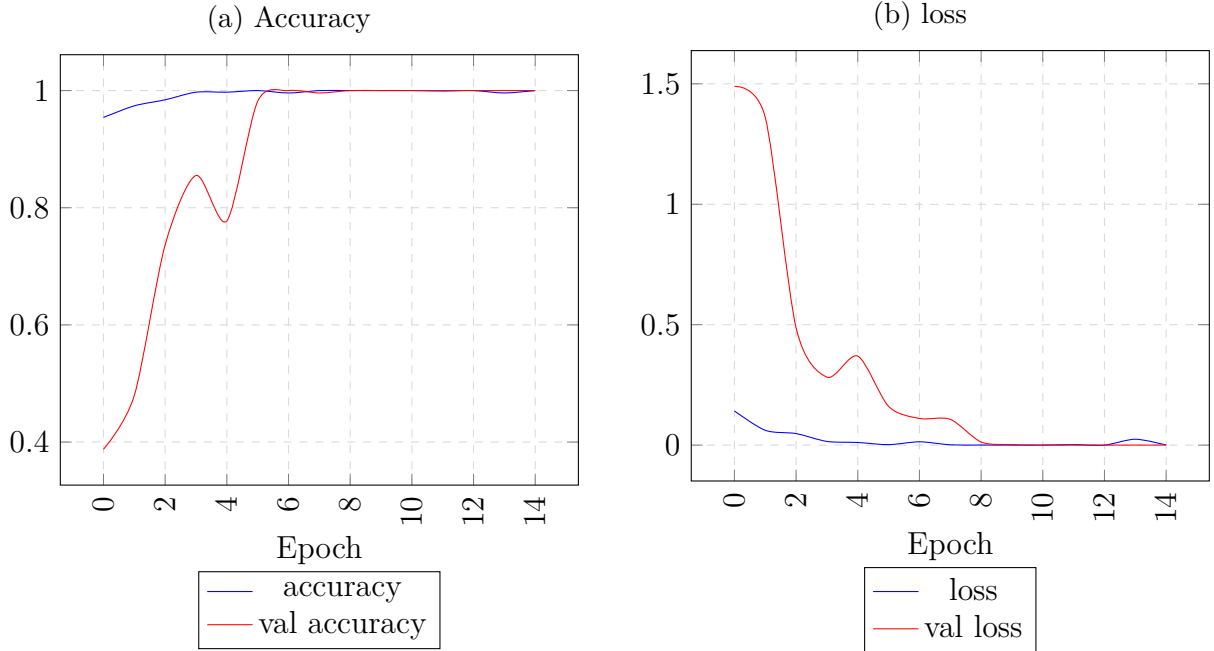 (a) Accuracy
1
0.8
0.6
0.4
0 2 4 6 8 10 12 14
Epoch
accuracy
val accuracy
(b) loss
1.5
1
0.5
0
0 2 4 6 8 10 12 14
Epoch
loss
val loss